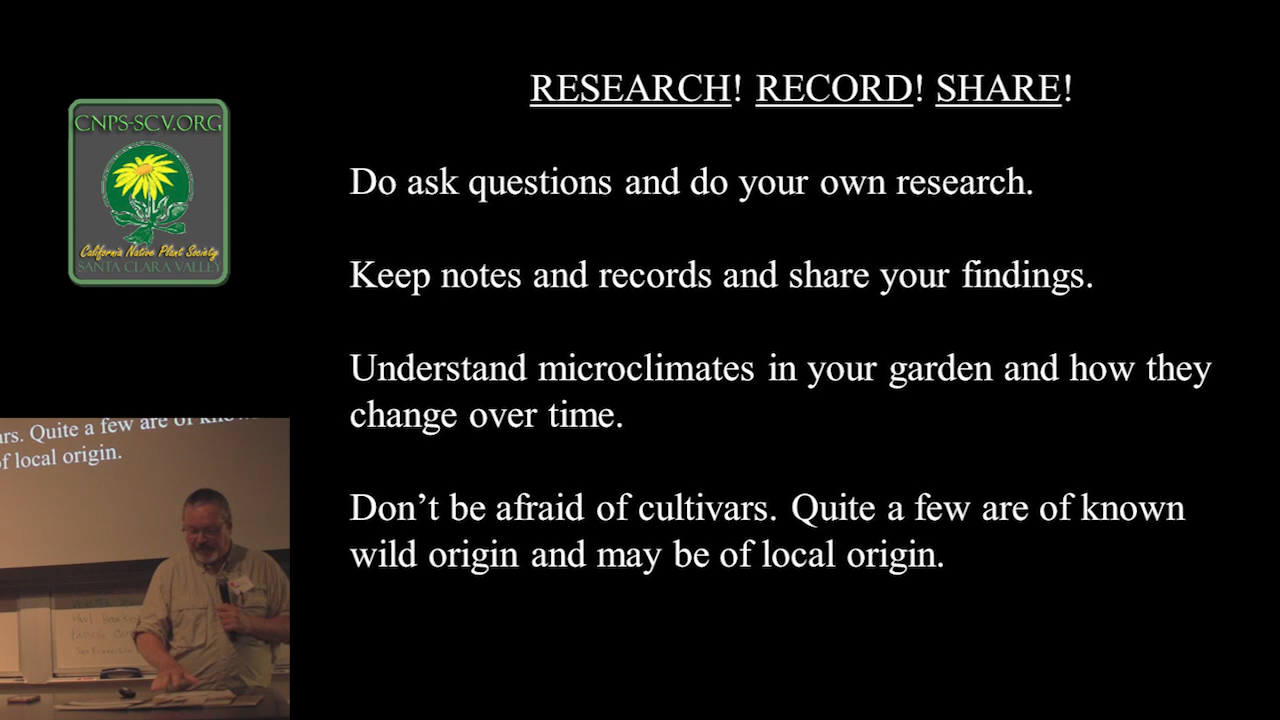 RESEARCH! RECORD! SHARE!
CNPS-SCV.ORG
California Native Plant Society
SANTA CLARA VALLEY
Do ask questions and do your own research.
Keep notes and records and share your findings.
Understand microclimates in your garden and how they
change over time.
Don’t be afraid of cultivars. Quite a few are of known
wild origin and may be of local origin.
Quite a few are of known
of local origin.